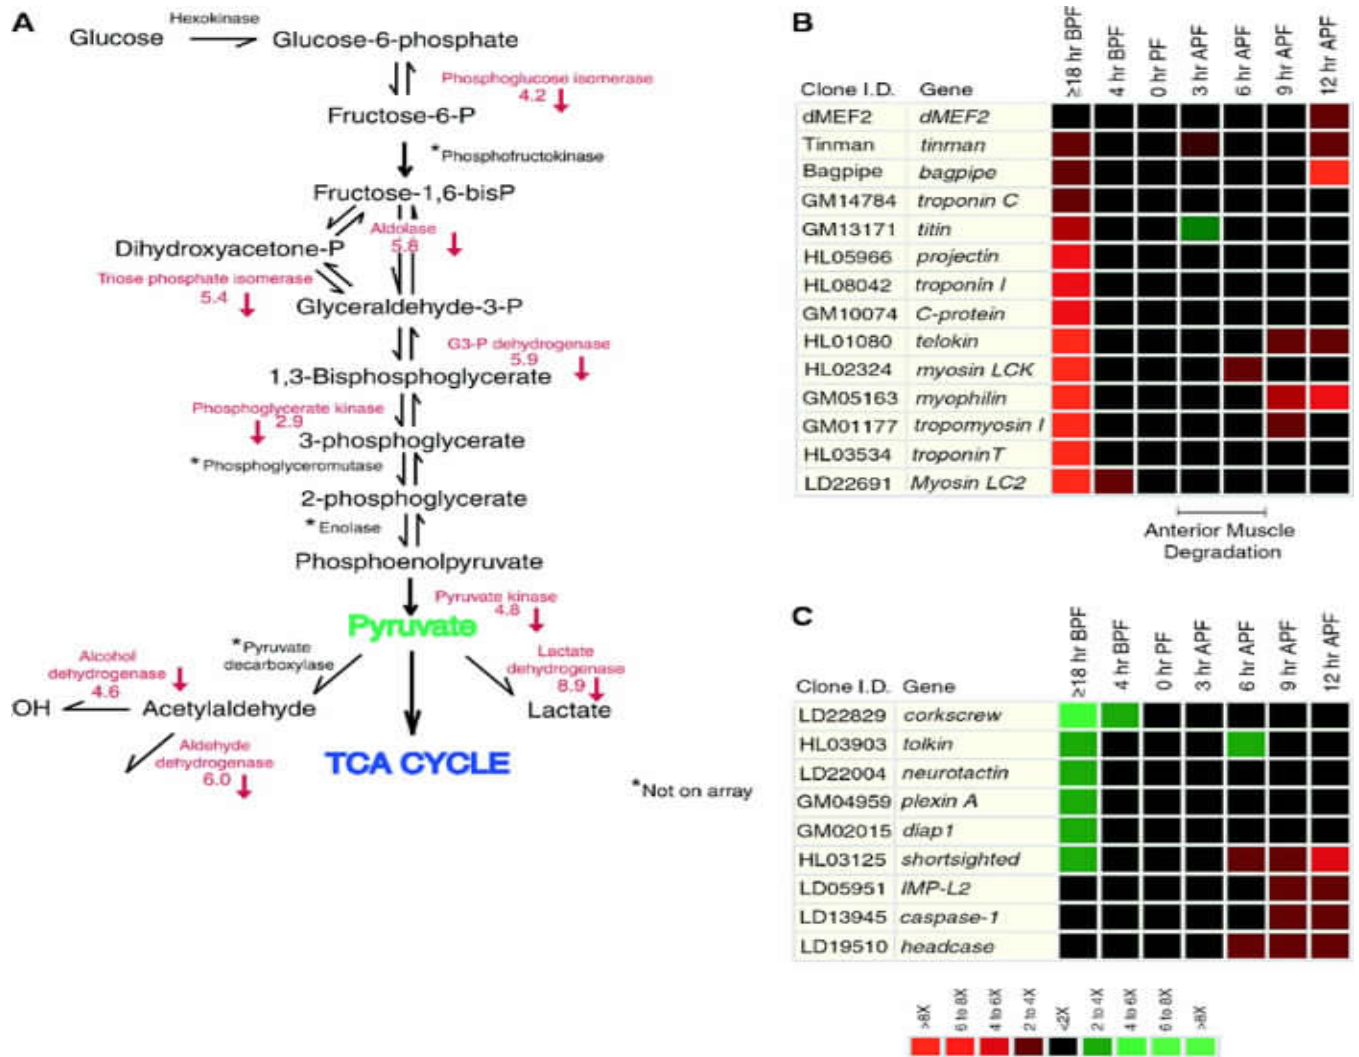 A
Hexokinase
Glucose
Glucose-6-phosphate
Phosphoglucose isomerase
4.2
Fructose-6-P
*Phosphofructokinase
Fructose-1,6-bisP
Aldolase
5.8
Dihydroxyacetone-P
Triose phosphate isomerase
5.4
Glyceraldehyde-3-P
G3-P dehydrogenase
5.9
1,3-Bisphosphoglycerate
Phosphoglycerate kinase
2.9
3-phosphoglycerate
*Phosphoglyceromutase
2-phosphoglycerate
*Enolase
Phosphoenolpyruvate
Pyruvate kinase
4.8
Pyruvate
*Pyruvate
decarboxylase
Alcohol
dehydrogenase
4.6
Lactate
dehydrogenase
8.9
OH
Acetylaldehyde
Lactate
Aldehyde
dehydrogenase
6.0
TCA CYCLE
*Not on array
B
≥18 hr BPF
4 hr BPF
0 hr PF
3 hr APF
6 hr APF
9 hr APF
12 hr APF
Clone I.D. Gene
dMEF2 dMEF2
Tinman tinman
Bagpipe bagpipe
GM14784 troponin C
GM13171 titin
HL05966 projectin
HL08042 troponin I
GM10074 C-protein
HL01080 telokin
HL02324 myosin LCK
GM05163 myophilin
GM01177 tropomyosin I
HL03534 troponinT
LD22691 Myosin LC2
Anterior Muscle
Degradation
C
≥18 hr BPF
4 hr BPF
0 hr PF
3 hr APF
6 hr APF
9 hr APF
12 hr APF
Clone I.D. Gene
LD22829 corkscrew
HL03903 tolkin
LD22004 neurotactin
GM04959 plexin A
GM02015 diap1
HL03125 shortsighted
LD05951 IMP-L2
LD13945 caspase-1
LD19510 headcase
>8X
6 to 8X
4 to 6X
2 to 4X
<2X
2 to 4X
4 to 6X
6 to 8X
>8X